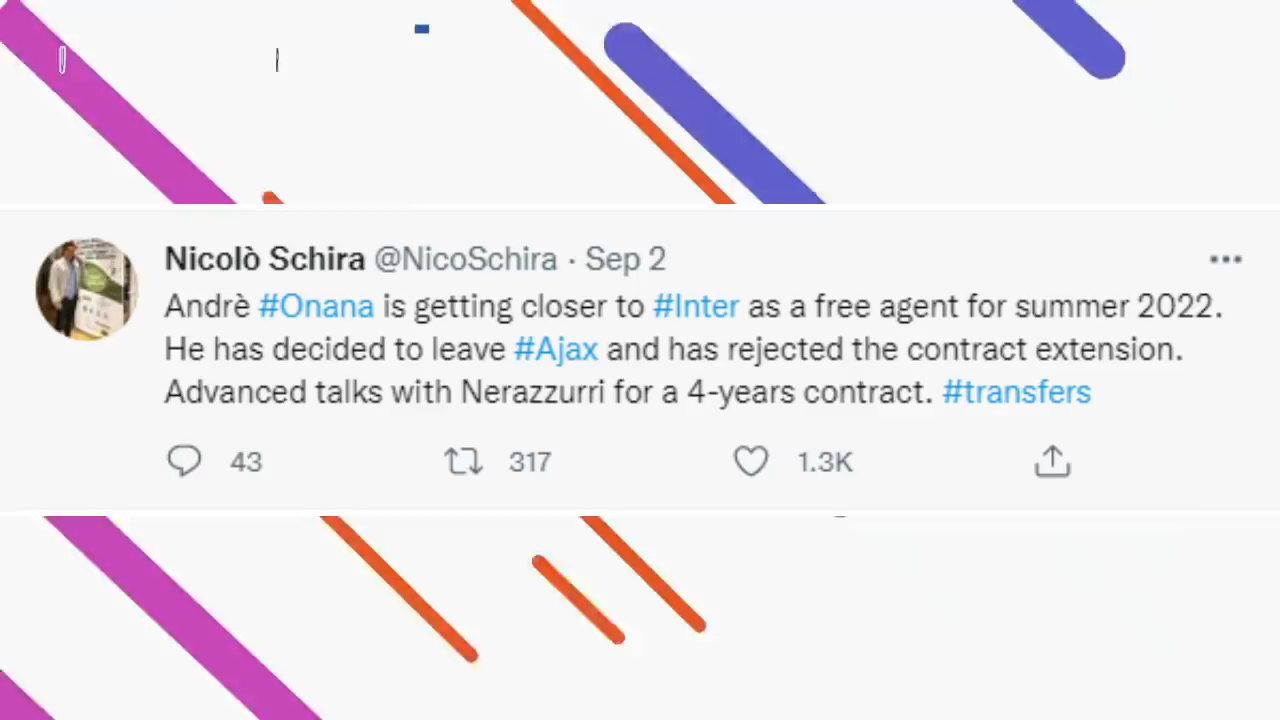 Nicolò Schira @NicoSchira · Sep 2
Andrè #Onana is getting closer to #Inter as a free agent for summer 2022.
He has decided to leave #Ajax and has rejected the contract extension.
Advanced talks with Nerazzurri for a 4-years contract. #transfers
43 317 1.3K